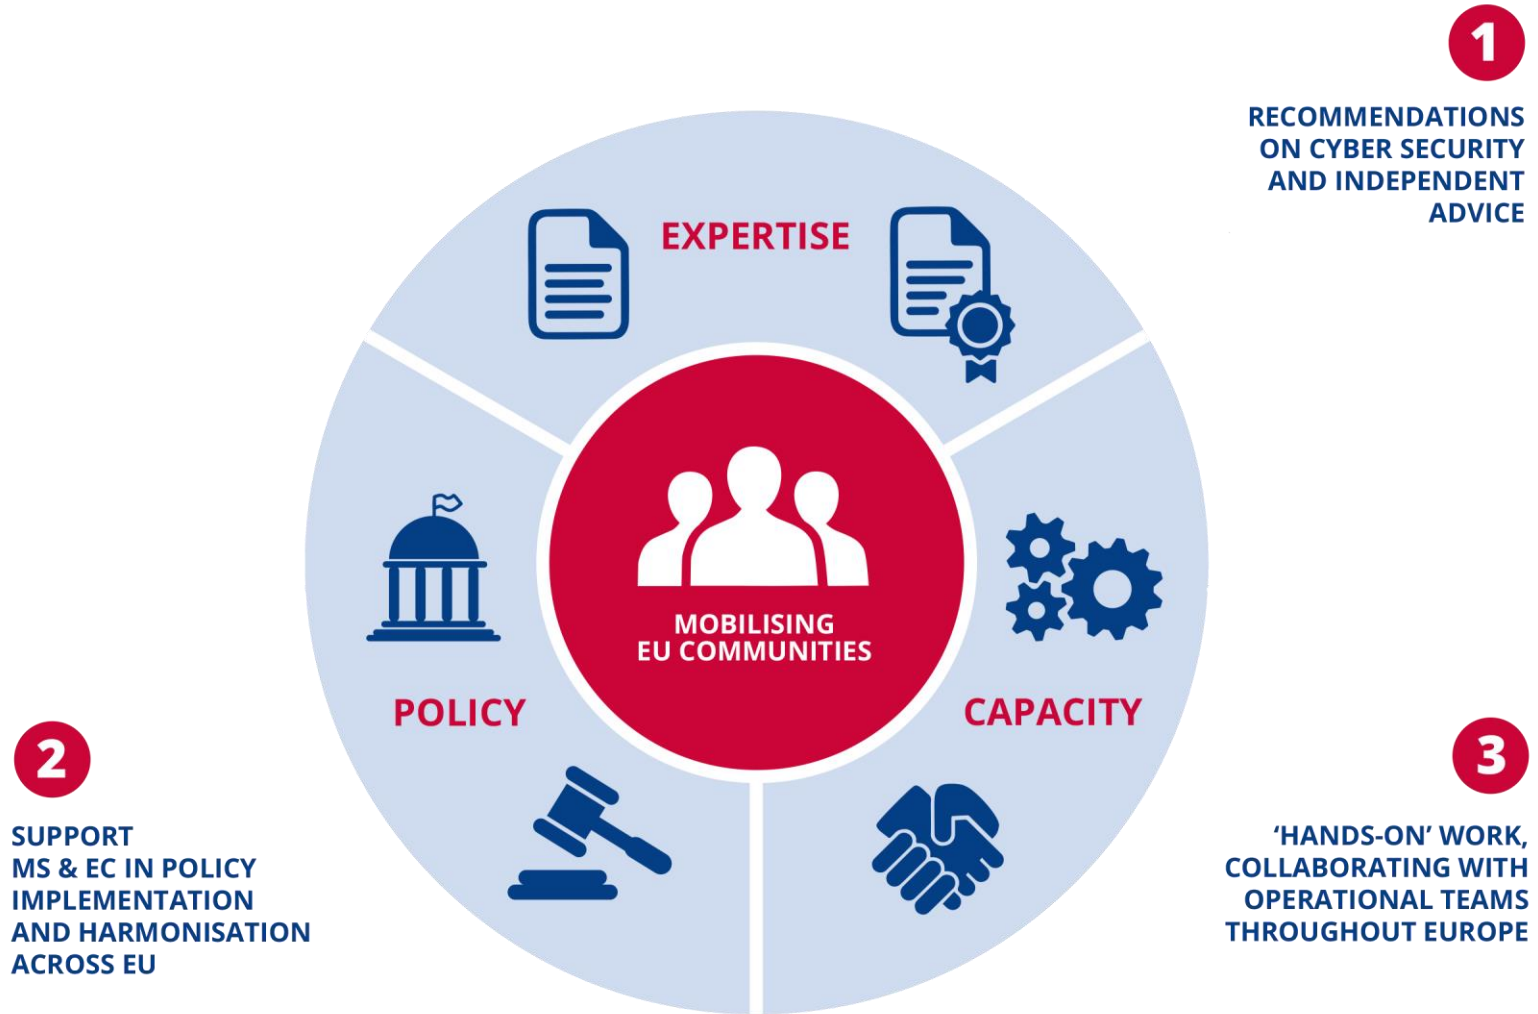 1
RECOMMENDATIONS
ON CYBER SECURITY
AND INDEPENDENT
ADVICE
EXPERTISE
MOBILISING
EU COMMUNITIES
POLICY
CAPACITY
2
SUPPORT
MS & EC IN POLICY
IMPLEMENTATION
AND HARMONISATION
ACROSS EU
3
‘HANDS-ON’ WORK,
COLLABORATING WITH
OPERATIONAL TEAMS
THROUGHOUT EUROPE